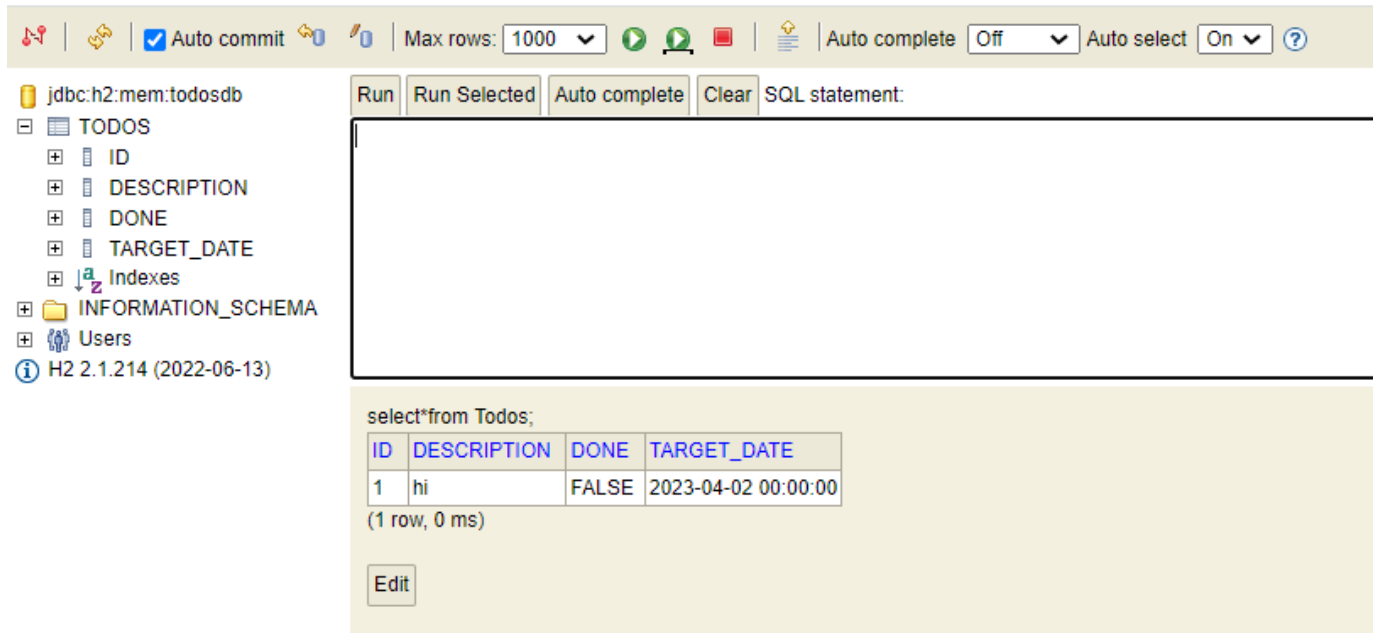 Auto commit Max rows: 1000 Auto complete Off Auto select On ?
jdbc:h2:mem:todosdb
TODOS
ID
DESCRIPTION
DONE
TARGET_DATE
Indexes
INFORMATION_SCHEMA
Users
H2 2.1.214 (2022-06-13)
Run Run Selected Auto complete Clear SQL statement:
select*from Todos;
ID DESCRIPTION DONE TARGET_DATE
1 hi FALSE 2023-04-02 00:00:00
(1 row, 0 ms)
Edit